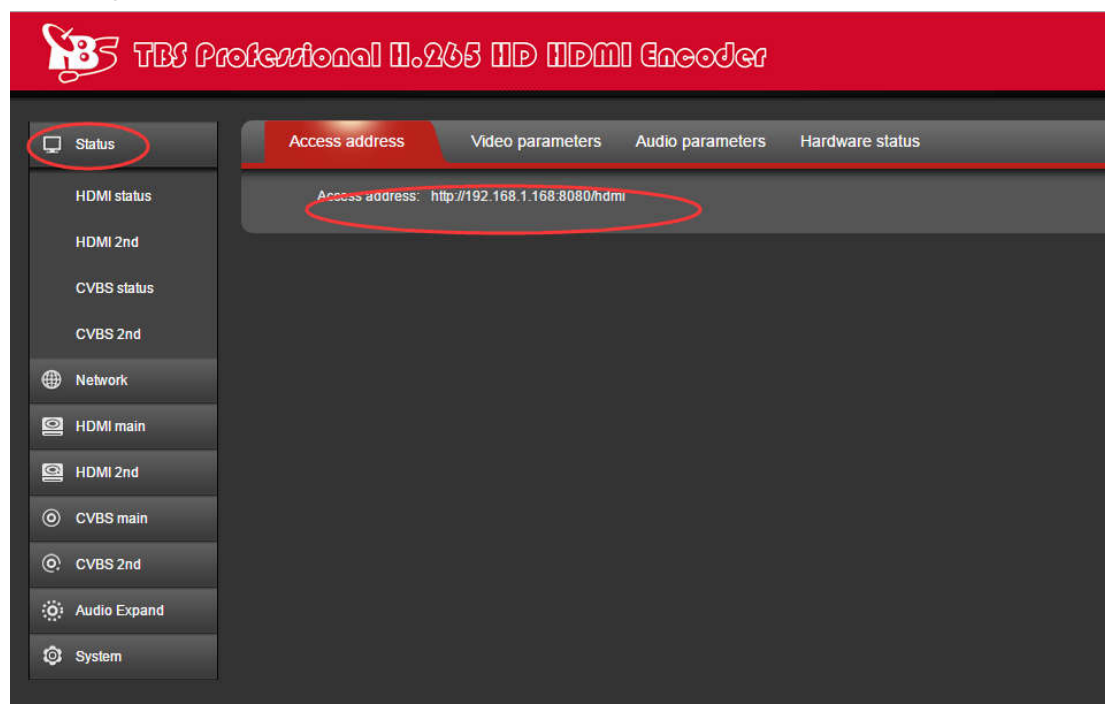 TBS TBS Professional H.265 HD HDMI Encoder
Status
Access address Video parameters Audio parameters Hardware status
HDMI status
Access address: http://192.168.1.168:8080/hdmi
HDMI 2nd
CVBS status
CVBS 2nd
Network
HDMI main
HDMI 2nd
CVBS main
CVBS 2nd
Audio Expand
System